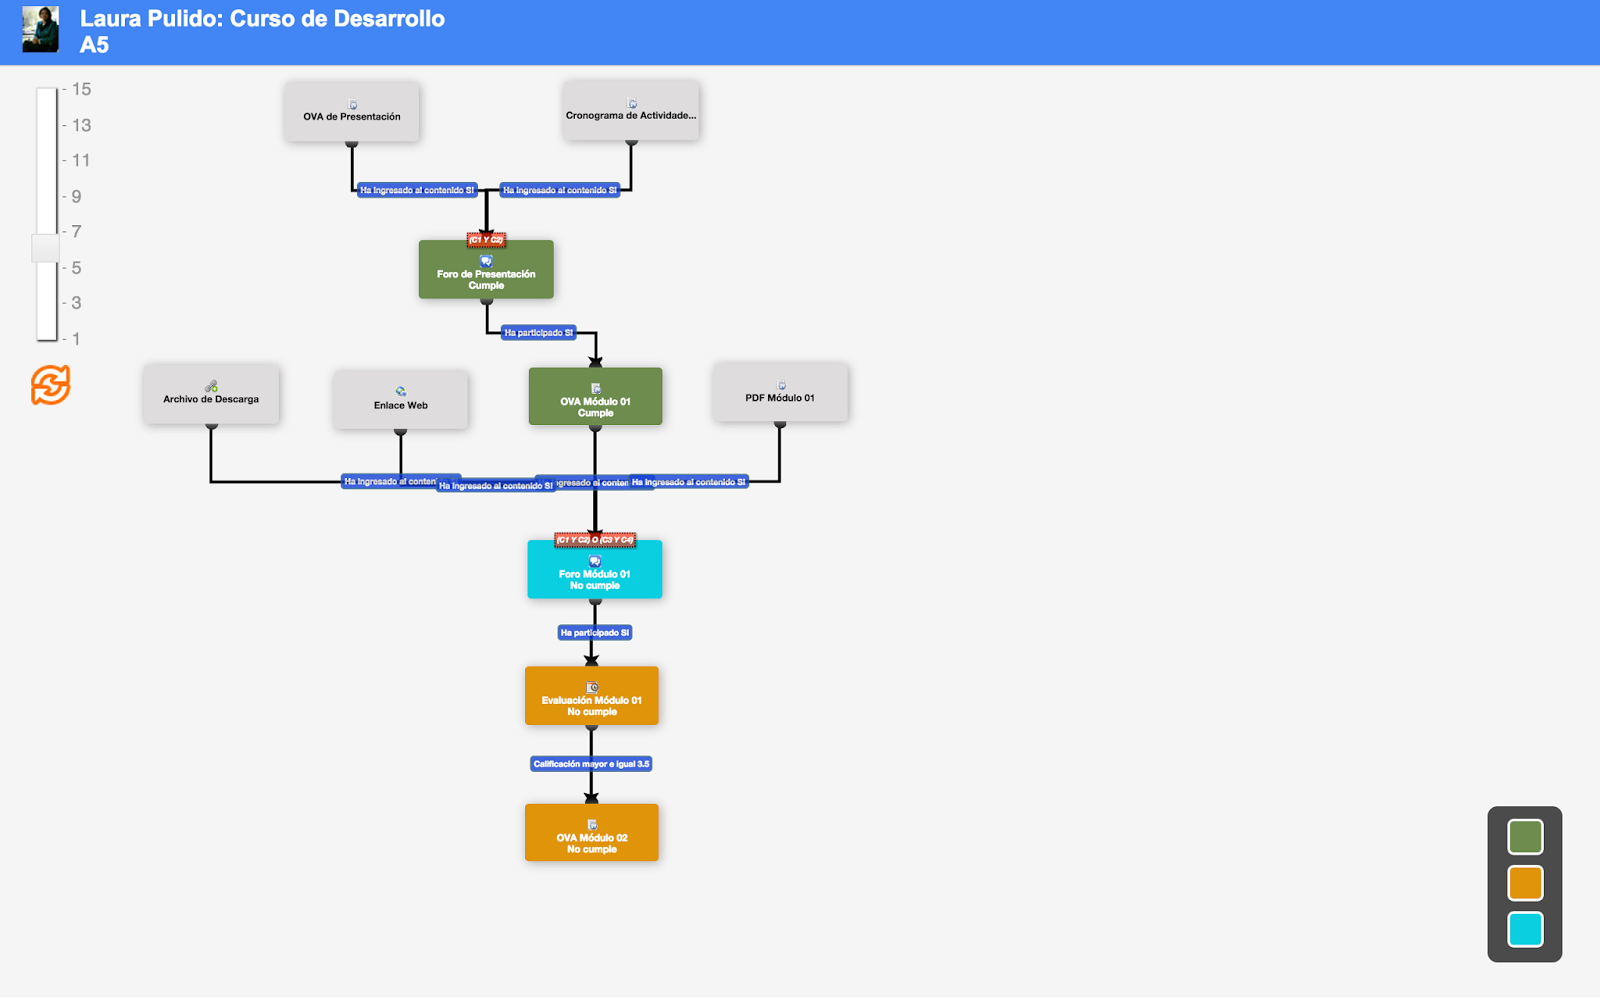 Laura Pulido: Curso de Desarrollo
A5
- 15
- 13
- 11
- 9
- 7
- 5
- 3
- 1
OVA de Presentación
Cronograma de Actividade...
Ha ingresado al contenido SI
Ha ingresado al contenido SI
(C1 Y C2)
Foro de Presentación
Cumple
Ha participado SI
Archivo de Descarga
Enlace Web
OVA Módulo 01
Cumple
PDF Módulo 01
Ha ingresado al conten
Ha ingresado al contenido SI
ngresado al conten
Ha ingresado al contenido SI
(C1 Y C2) O (C3 Y C4)
Foro Módulo 01
No cumple
Ha participado SI
Evaluación Módulo 01
No cumple
Calificación mayor e igual 3.5
OVA Módulo 02
No cumple